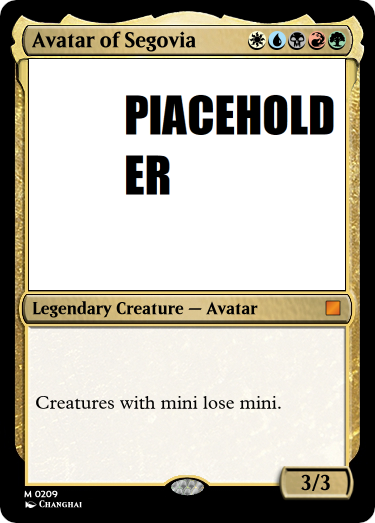 Avatar of Segovia
PIACEHOLD
ER
Legendary Creature — Avatar
Creatures with mini lose mini.
3/3
M 0209
Changhai